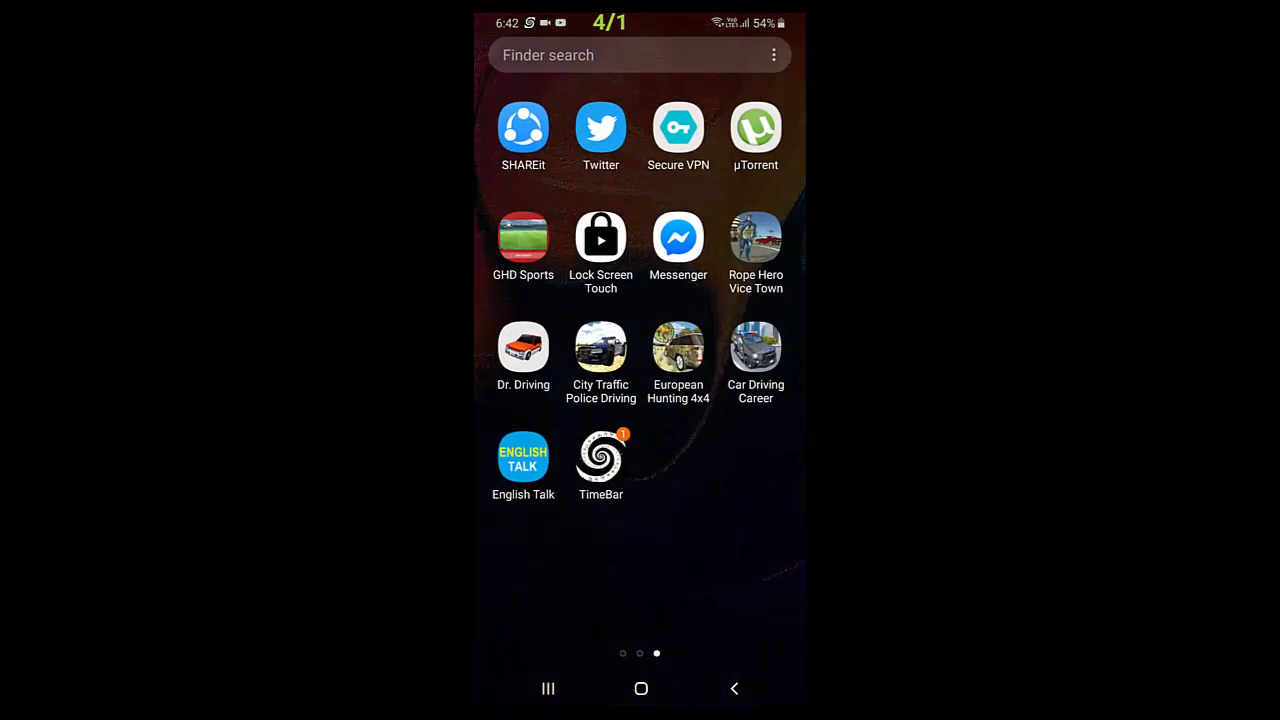 6:42 4/1 54%
Finder search
SHAREit Twitter Secure VPN µTorrent
GHD Sports Lock Screen Touch Messenger Rope Hero Vice Town
Dr. Driving City Traffic Police Driving European Hunting 4x4 Car Driving Career
ENGLISH TALK 1
English Talk TimeBar